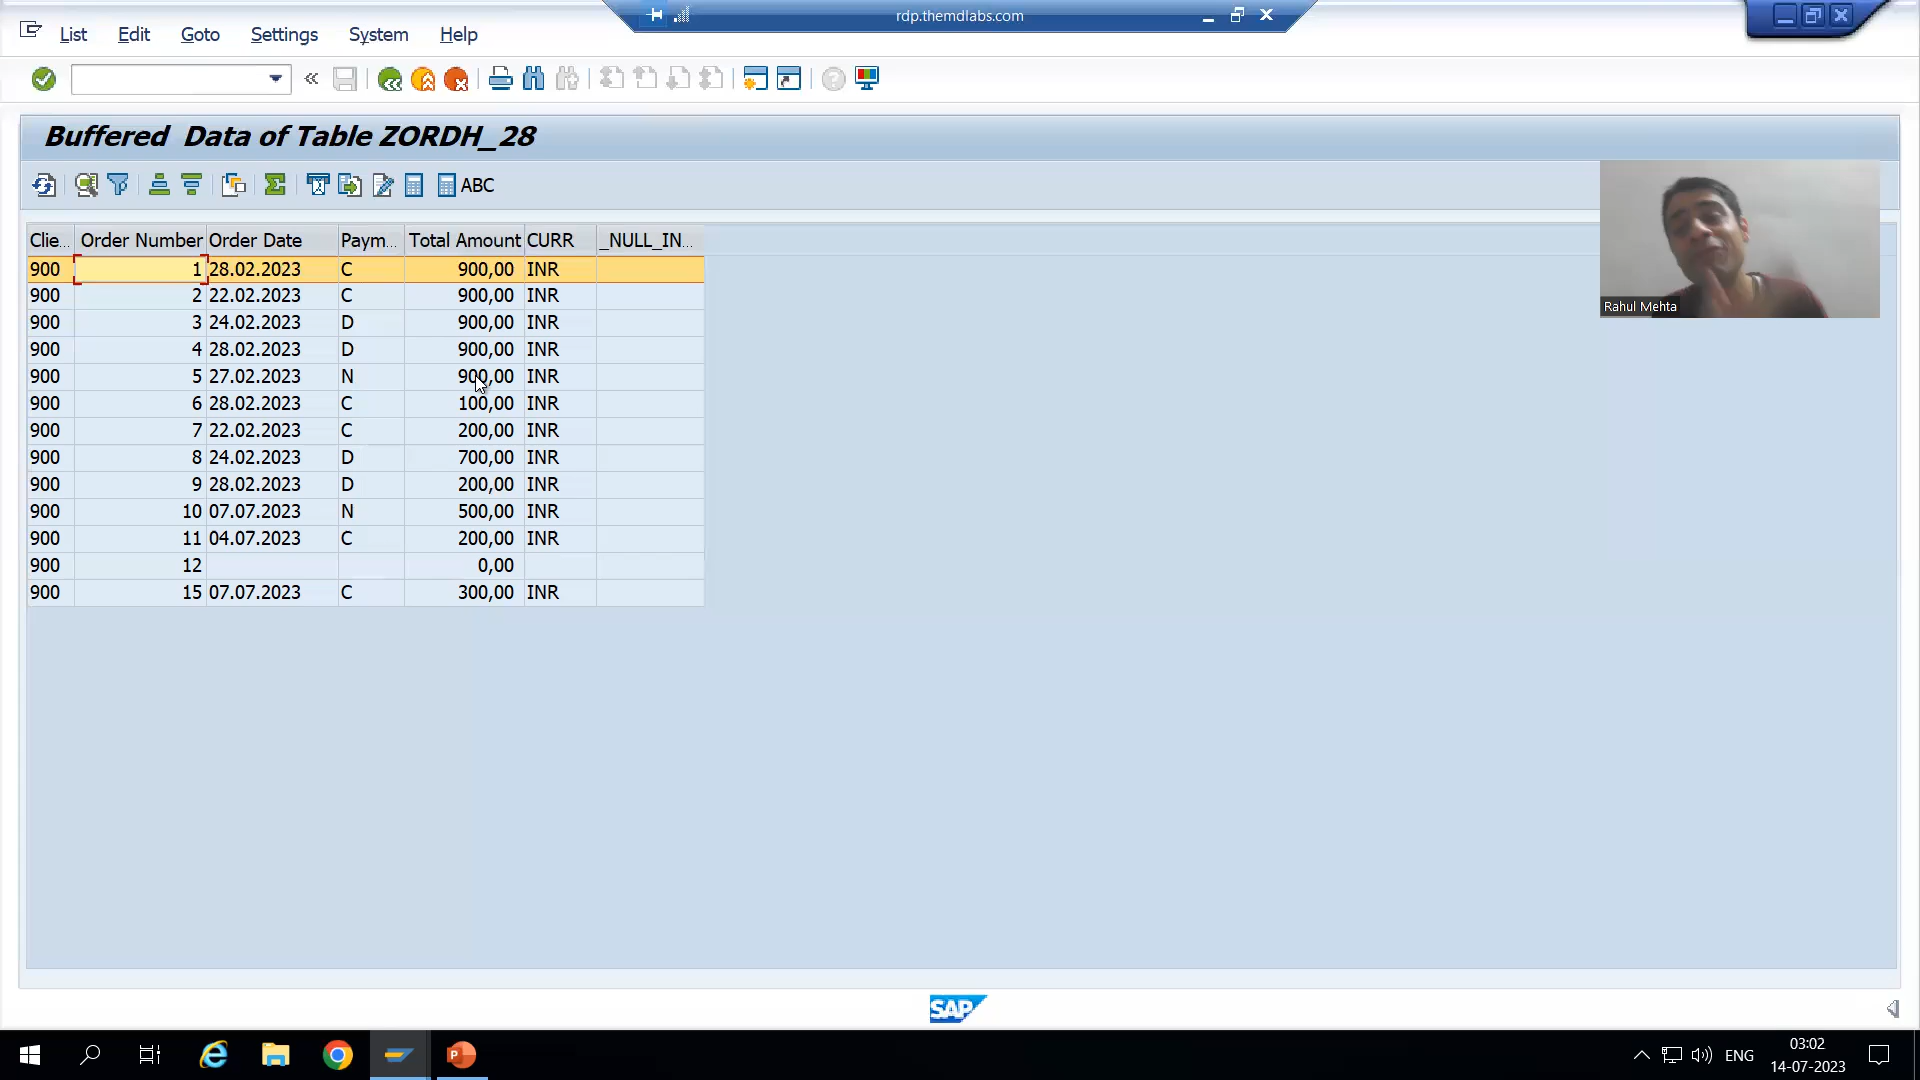 rdp.themdlabs.com
List Edit Goto Settings System Help
Buffered Data of Table ZORDH_28
ABC
Clie... Order Number Order Date Paym... Total Amount CURR _NULL_IN...
900 1 28.02.2023 C 900,00 INR
900 2 22.02.2023 C 900,00 INR
900 3 24.02.2023 D 900,00 INR
900 4 28.02.2023 D 900,00 INR
900 5 27.02.2023 N 900,00 INR
900 6 28.02.2023 C 100,00 INR
900 7 22.02.2023 C 200,00 INR
900 8 24.02.2023 D 700,00 INR
900 9 28.02.2023 D 200,00 INR
900 10 07.07.2023 N 500,00 INR
900 11 04.07.2023 C 200,00 INR
900 12 0,00
900 15 07.07.2023 C 300,00 INR
Rahul Mehta
SAP
ENG
03:02
14-07-2023